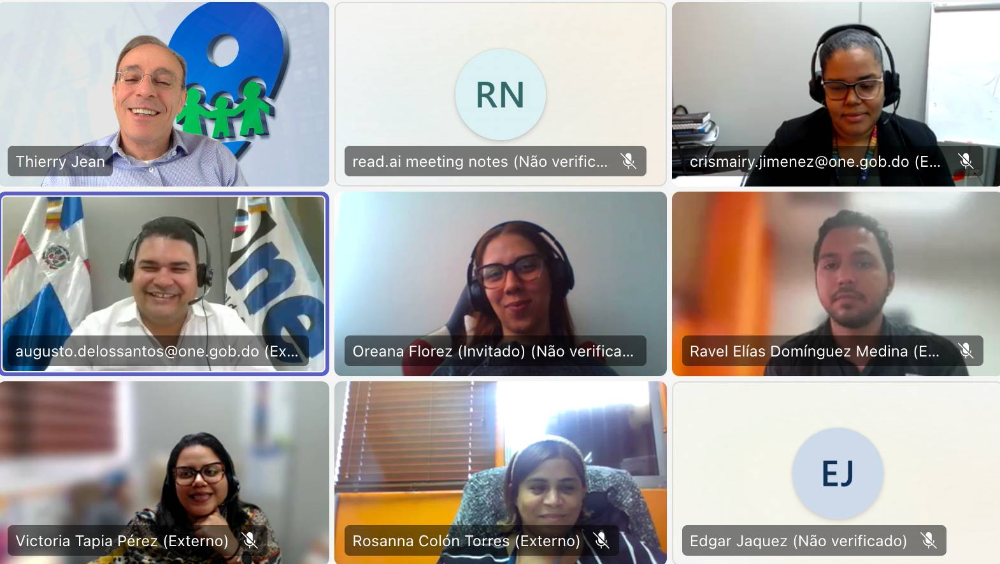 Thierry Jean
RN
read.ai meeting notes (Não verific...
crismairy.jimenez@one.gob.do (E...
one
augusto.delossantos@one.gob.do (Ex...
Oreana Florez (Invitado) (Não verifica...
Ravel Elías Domínguez Medina (E...
Victoria Tapia Pérez (Externo)
Rosanna Colón Torres (Externo)
EJ
Edgar Jaquez (Não verificado)